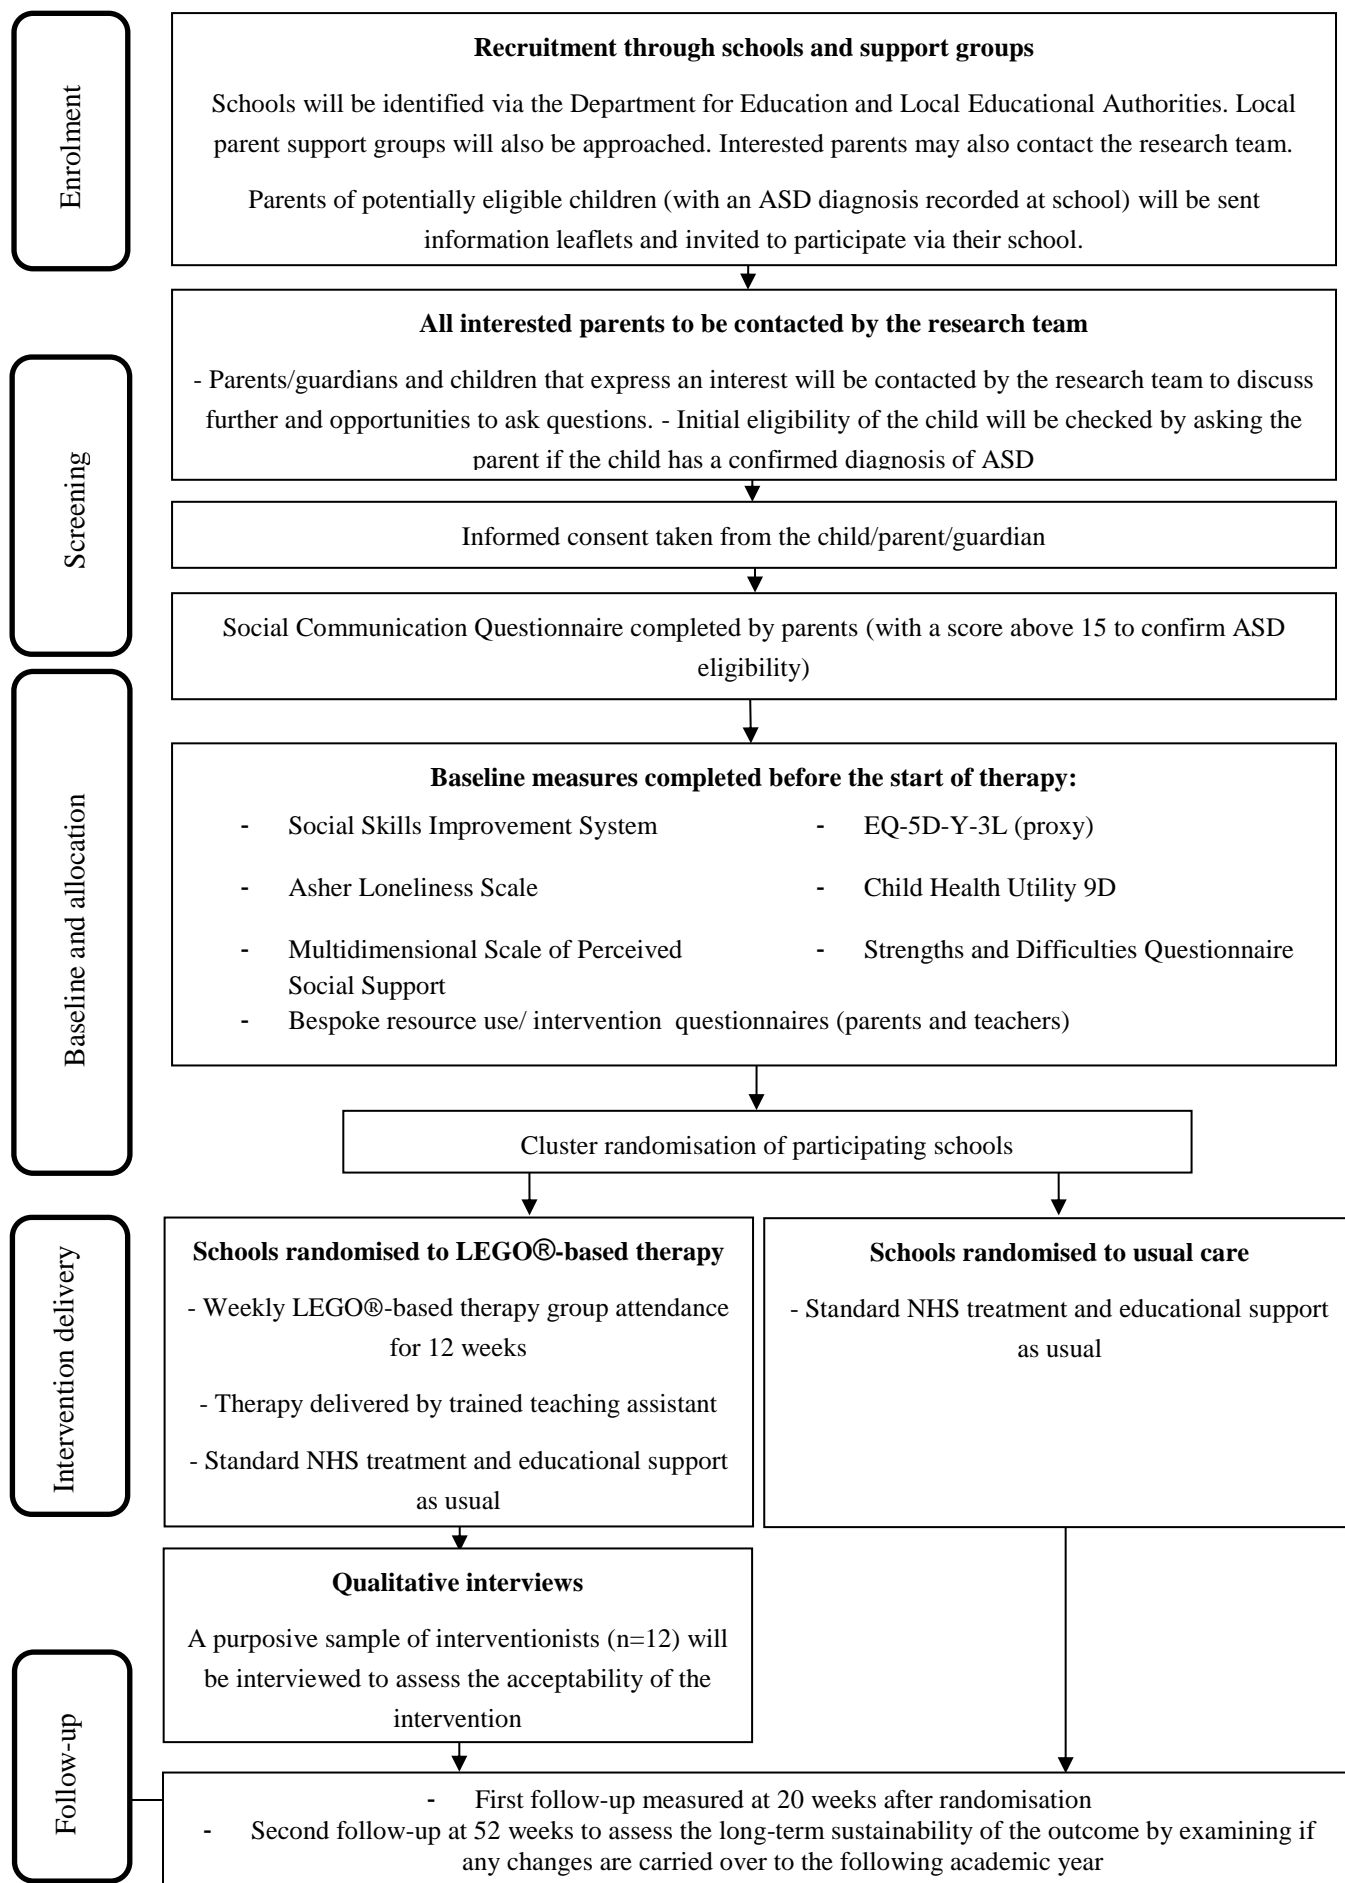 Enrolment
Recruitment through schools and support groups
Schools will be identified via the Department for Education and Local Educational Authorities. Local
parent support groups will also be approached. Interested parents may also contact the research team.
Parents of potentially eligible children (with an ASD diagnosis recorded at school) will be sent
information leaflets and invited to participate via their school.
Screening
All interested parents to be contacted by the research team
- Parents/guardians and children that express an interest will be contacted by the research team to discuss
further and opportunities to ask questions. - Initial eligibility of the child will be checked by asking the
parent if the child has a confirmed diagnosis of ASD
Informed consent taken from the child/parent/guardian
Social Communication Questionnaire completed by parents (with a score above 15 to confirm ASD
eligibility)
Baseline and allocation
Baseline measures completed before the start of therapy:
- Social Skills Improvement System
- EQ-5D-Y-3L (proxy)
- Asher Loneliness Scale
- Child Health Utility 9D
- Multidimensional Scale of Perceived
Social Support
- Strengths and Difficulties Questionnaire
- Bespoke resource use/ intervention questionnaires (parents and teachers)
Cluster randomisation of participating schools
Intervention delivery
Schools randomised to LEGO®-based therapy
- Weekly LEGO®-based therapy group attendance
for 12 weeks
- Therapy delivered by trained teaching assistant
- Standard NHS treatment and educational support
as usual
Schools randomised to usual care
- Standard NHS treatment and educational support
as usual
Qualitative interviews
A purposive sample of interventionists (n=12) will
be interviewed to assess the acceptability of the
intervention
Follow-up
- First follow-up measured at 20 weeks after randomisation
- Second follow-up at 52 weeks to assess the long-term sustainability of the outcome by examining if
any changes are carried over to the following academic year